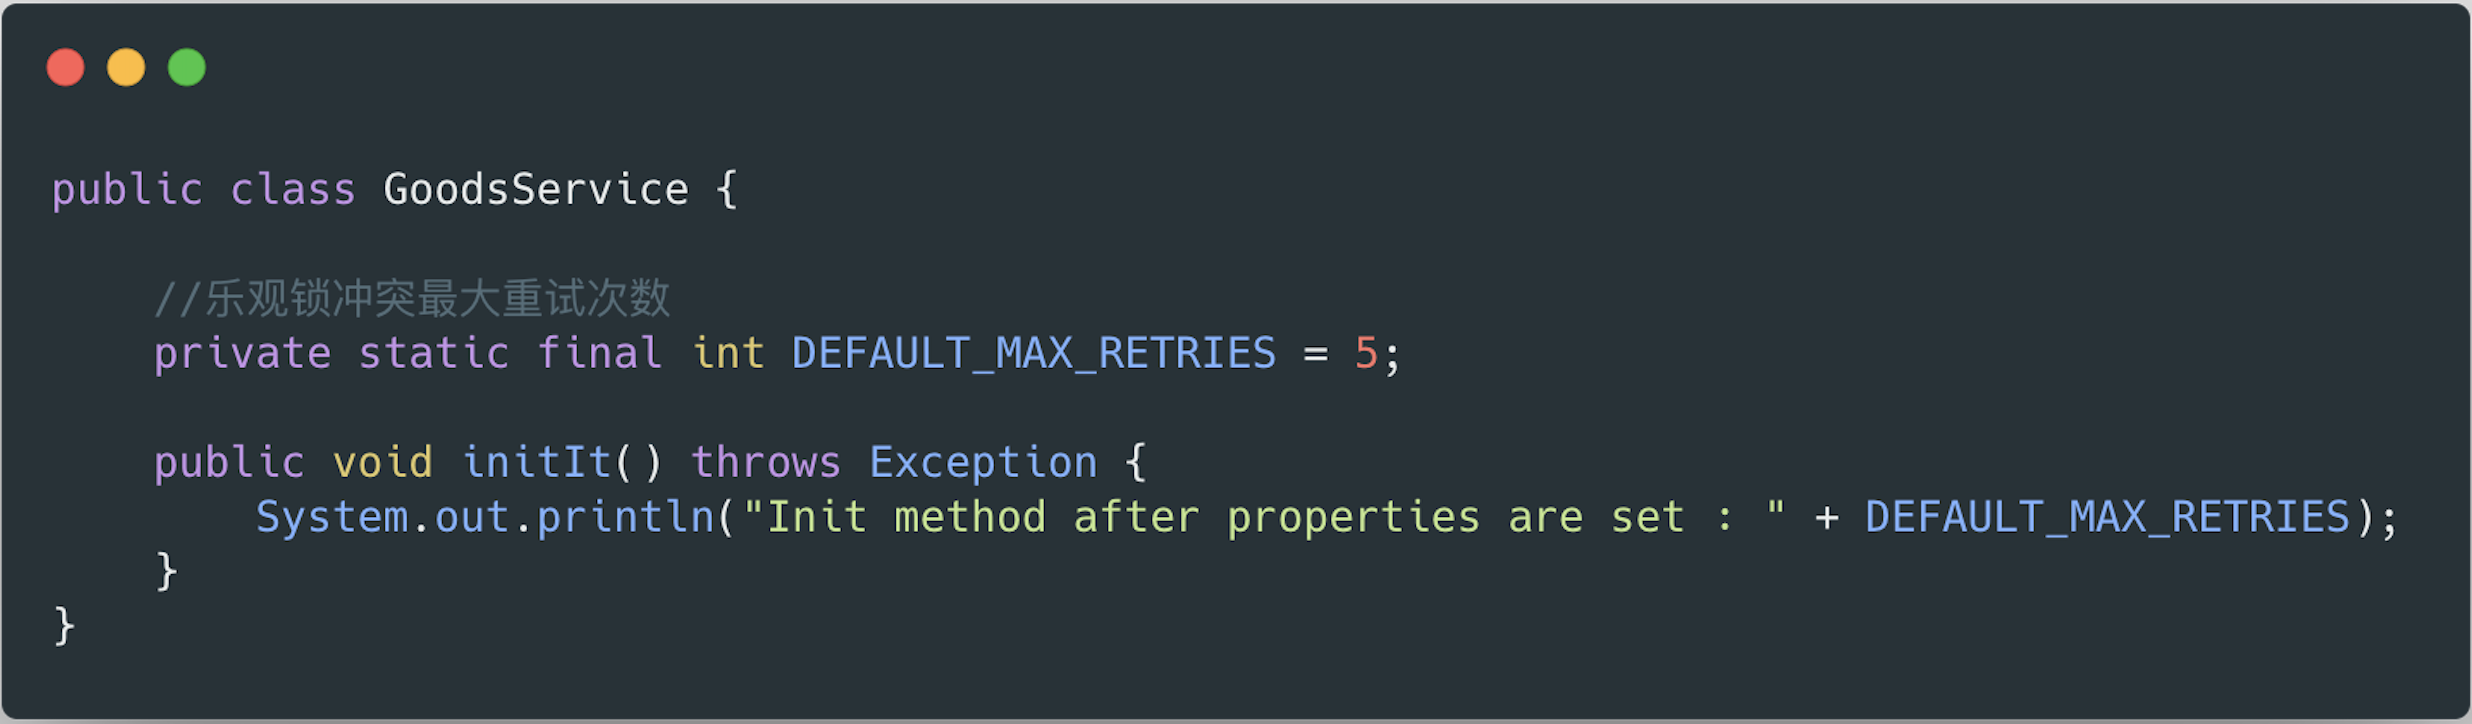 public class GoodsService {
//乐观锁冲突最大重试次数
private static final int DEFAULT_MAX_RETRIES = 5;
public void initIt() throws Exception {
System.out.println("Init method after properties are set : " + DEFAULT_MAX_RETRIES);
}
}